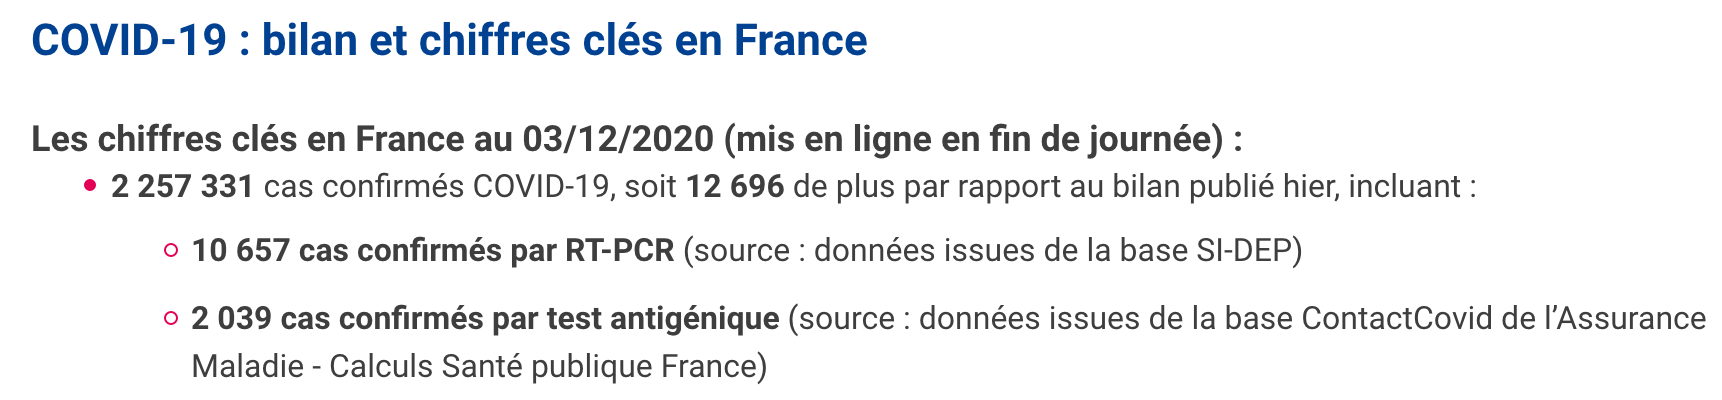 COVID-19 : bilan et chiffres clés en France
Les chiffres clés en France au 03/12/2020 (mis en ligne en fin de journée) :
2 257 331 cas confirmés COVID-19, soit 12 696 de plus par rapport au bilan publié hier, incluant :
10 657 cas confirmés par RT-PCR (source : données issues de la base SI-DEP)
2 039 cas confirmés par test antigénique (source : données issues de la base ContactCovid de l’Assurance
Maladie - Calculs Santé publique France)